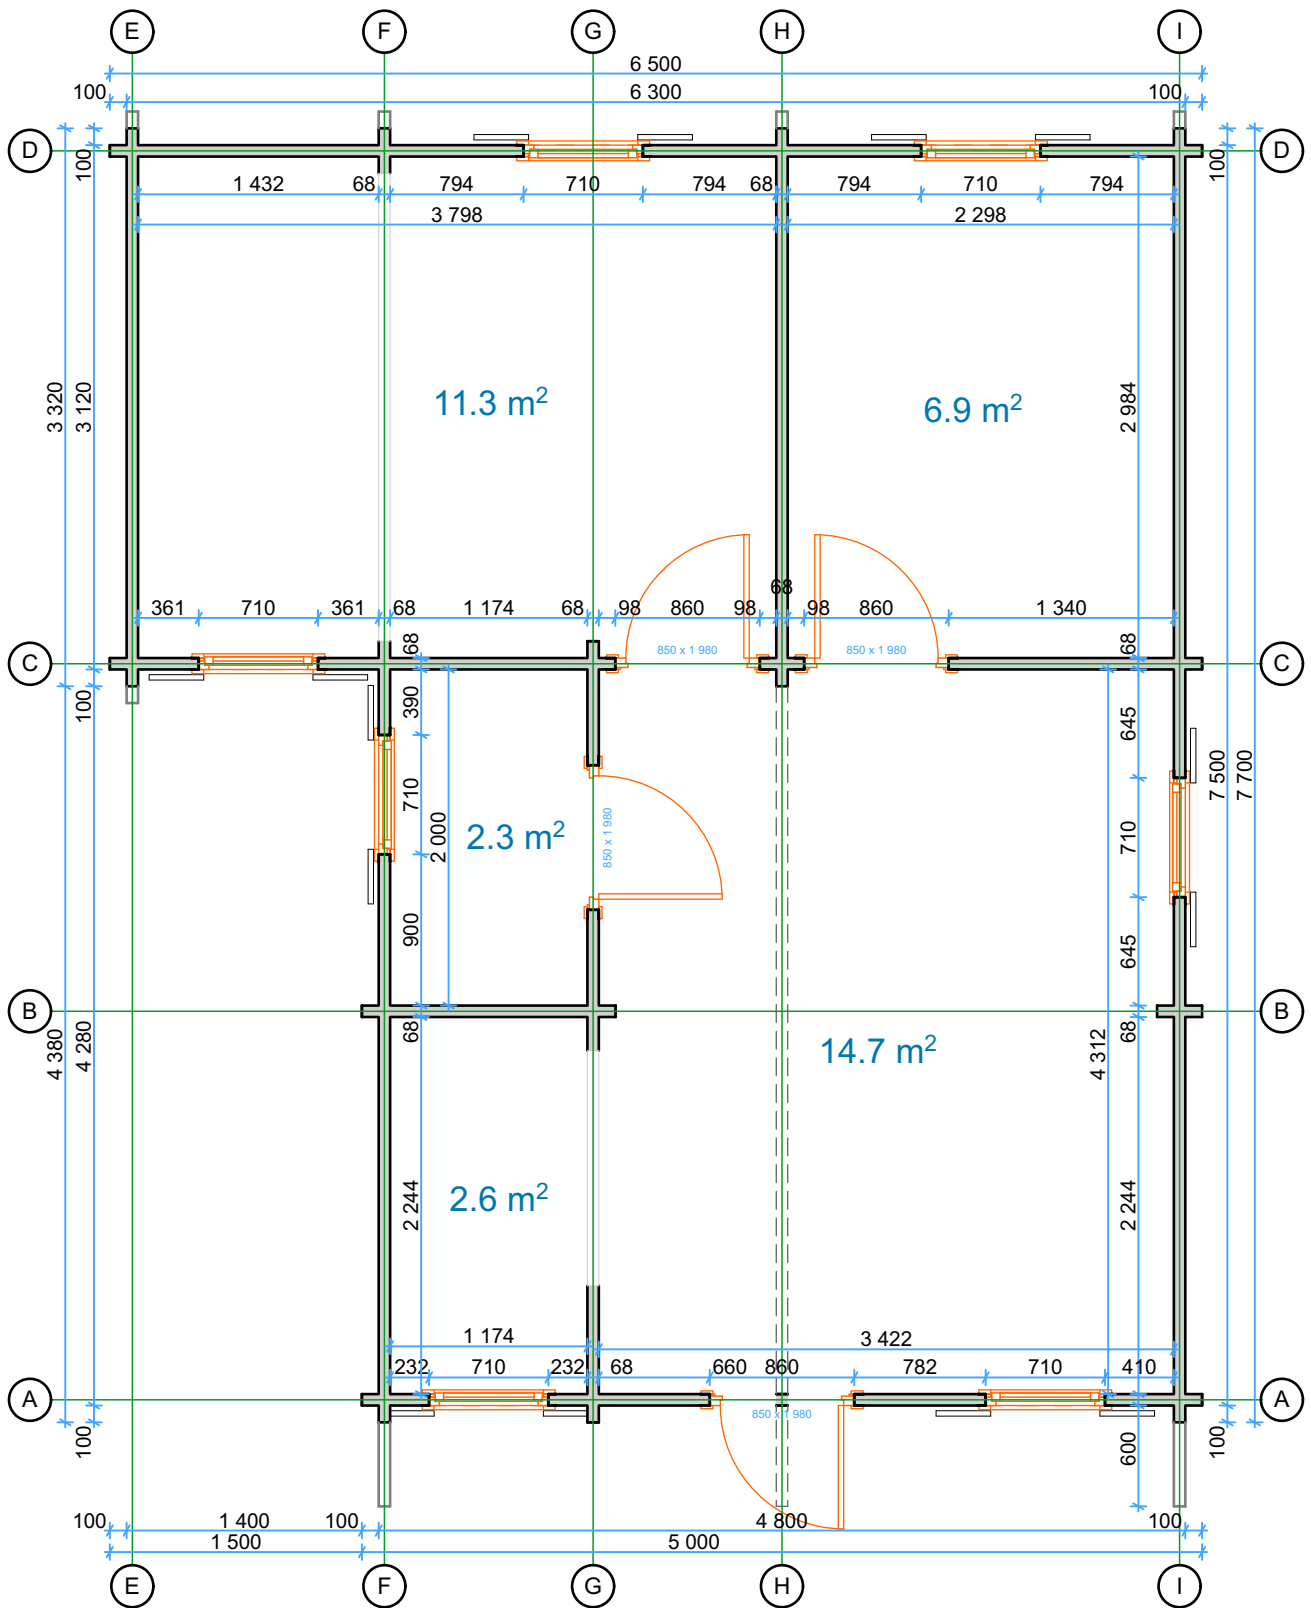 E F G H I
6 500
100 6 300 100
D D
100 100
1 432 68 794 710 794 68 794 710 794
3 798 2 298
3 320 3 120 11.3 m² 6.9 m² 2 984
68
361 710 361 68 1 174 68 98 860 98 98 860 1 340
68 850 x 1 980 850 x 1 980 68
C C
100 390 645
7 500 7 700
710 2 000 2.3 m² 850 x 1 980 710
900 645
B B
68 68
4 380 4 280 14.7 m² 4 312
2 244 2.6 m² 2 244
1 174 3 422
232 710 232 68 660 860 782 710 410
A A
850 x 1 980
100 600 100
100 1 400 100 4 800 100
1 500 5 000
E F G H I